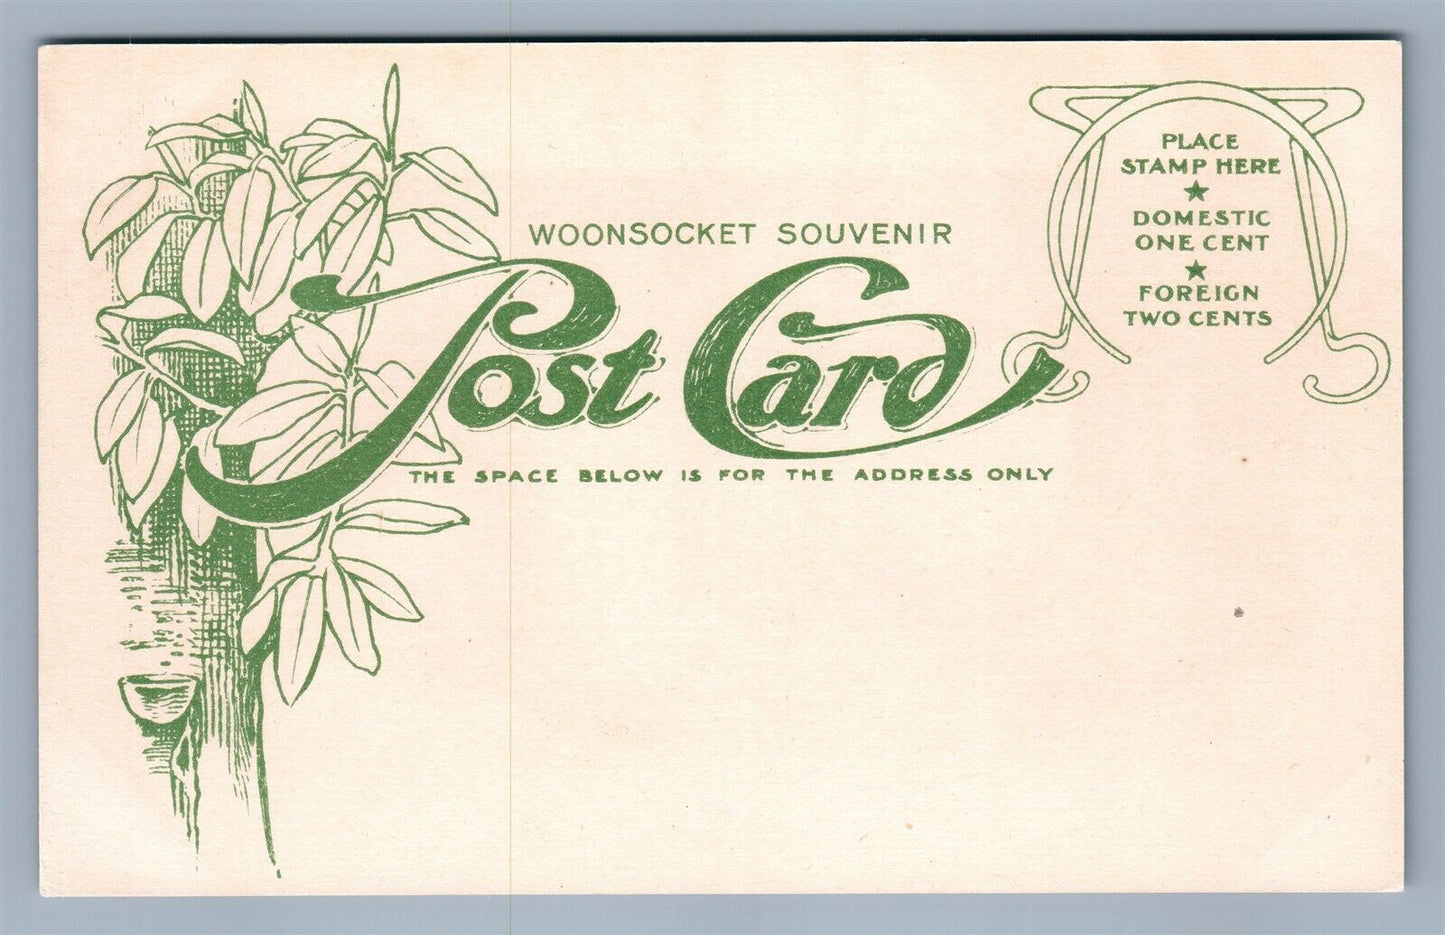 WOONSOCKET SOUVENIR
Post Card
THE SPACE BELOW IS FOR THE ADDRESS ONLY
PLACE
STAMP HERE
★
DOMESTIC
ONE CENT
★
FOREIGN
TWO CENTS